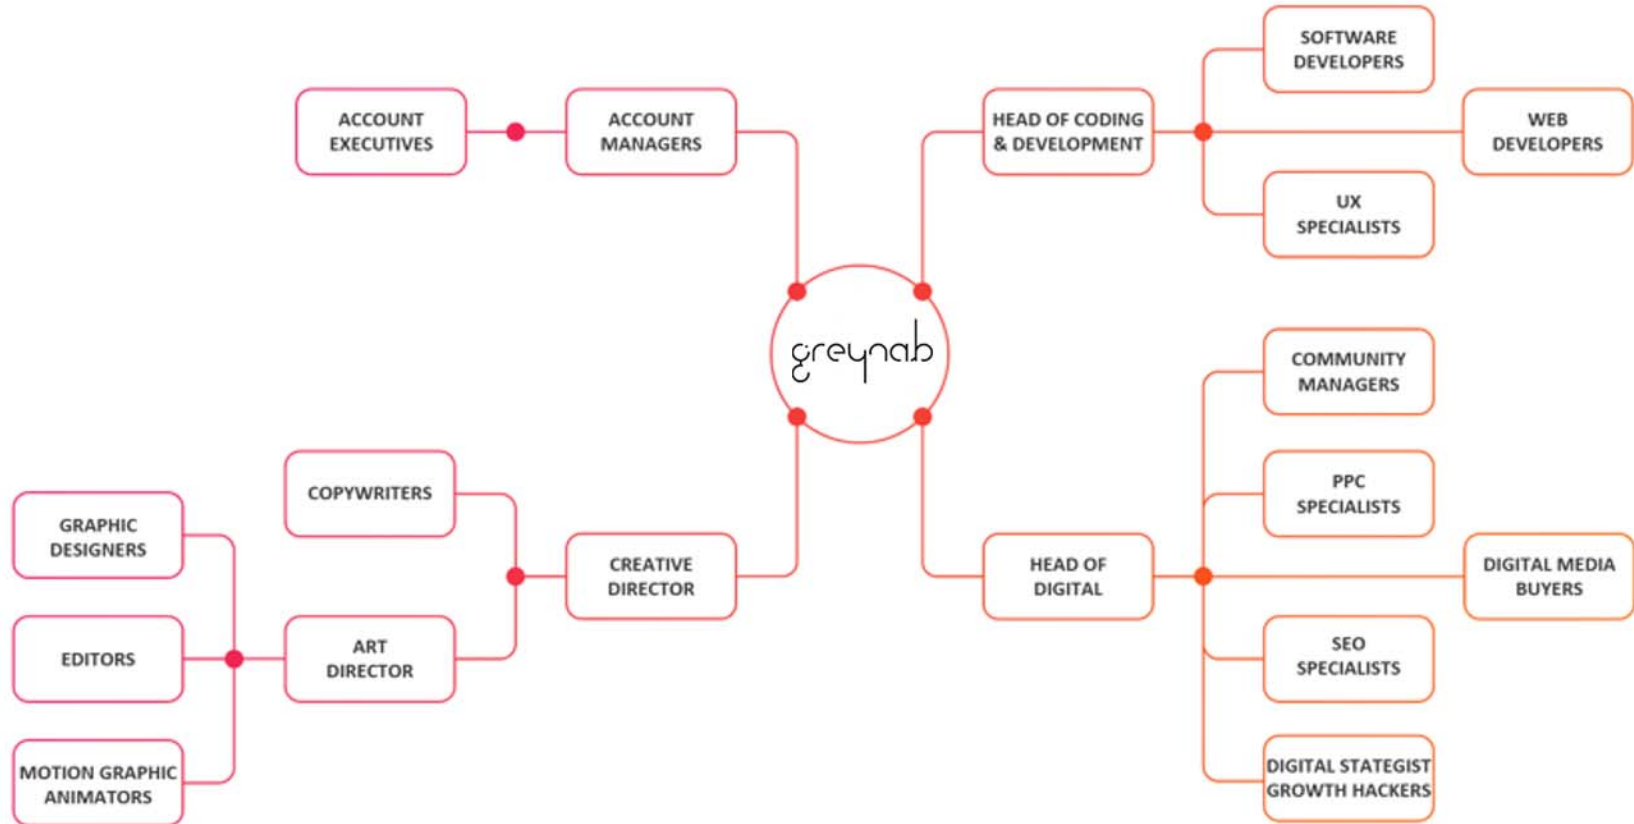 SOFTWARE
DEVELOPERS
ACCOUNT
EXECUTIVES
ACCOUNT
MANAGERS
HEAD OF CODING
& DEVELOPMENT
WEB
DEVELOPERS
UX
SPECIALISTS
greynab
COMMUNITY
MANAGERS
COPYWRITERS
PPC
SPECIALISTS
GRAPHIC
DESIGNERS
CREATIVE
DIRECTOR
HEAD OF
DIGITAL
DIGITAL MEDIA
BUYERS
EDITORS
ART
DIRECTOR
SEO
SPECIALISTS
MOTION GRAPHIC
ANIMATORS
DIGITAL STATEGIST
GROWTH HACKERS